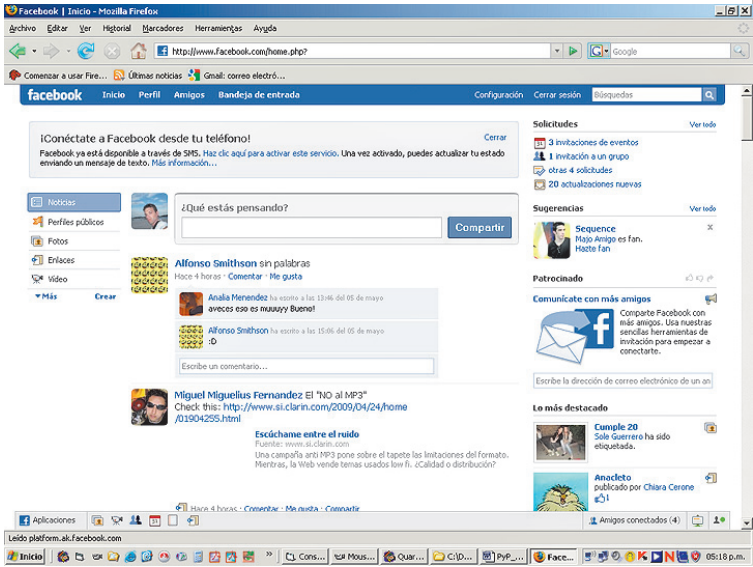 Facebook | Inicio - Mozilla Firefox
Archivo Editar Ver Historial Marcadores Herramientas Ayuda
http://www.facebook.com/home.php?
Google
Comenzar a usar Fire... Últimas noticias Gmail: correo electró...
facebook Inicio Perfil Amigos Bandeja de entrada Configuración Cerrar sesión Búsquedas
¡Conéctate a Facebook desde tu teléfono! Cerrar
Facebook ya está disponible a través de SMS. Haz clic aquí para activar este servicio. Una vez activado, puedes actualizar tu estado
enviando un mensaje de texto. Más información...
Noticias
Perfiles públicos
Fotos
Enlaces
Vídeo
Más Crear
¿Qué estás pensando?
Compartir
Alfonso Smithson sin palabras
Hace 4 horas · Comentar · Me gusta
Analia Menendez ha escrito a las 13:46 del 05 de mayo
aveces eso es muuuyy Bueno!
Alfonso Smithson ha escrito a las 15:06 del 05 de mayo
:D
Escribe un comentario...
Miguel Miguelius Fernandez El "NO al MP3"
Check this: http://www.si.clarin.com/2009/04/24/home
/01904255.html
Escúchame entre el ruido
Fuente: www.si.clarin.com
Una campaña anti MP3 pone sobre el tapete las limitaciones del formato.
Mientras, la Web vende temas usados low fi. ¿Calidad o distribución?
Hace 4 horas · Comentar · Me gusta · Compartir
Solicitudes Ver todo
31 3 invitaciones de eventos
1 invitación a un grupo
otras 4 solicitudes
20 actualizaciones nuevas
Sugerencias Ver todo
Sequence x
Majo Amigo es fan.
Hazte fan
Patrocinado
Comunícate con más amigos
Comparte Facebook con
más amigos. Usa nuestras
sencillas herramientas de
invitación para empezar a
conectarte.
Escribe la dirección de correo electrónico de un an
Lo más destacado
Cumple 20
Sole Guerrero ha sido
etiquetada.
Anacleto
publicado por Chiara Cerone
1
Aplicaciones 31 Amigos conectados (4) 1
Leído platform.ak.facebook.com
Inicio » Cons... Mous... Quar... C:\D... PyP_... Face... 05:18 p.m.